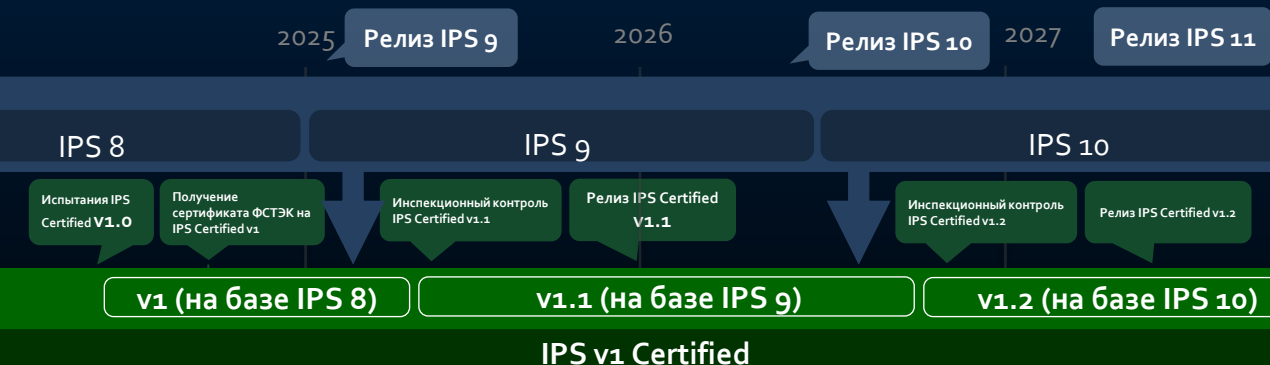 2025
Релиз IPS 9
2026
Релиз IPS 10
2027
Релиз IPS 11
IPS 8
IPS 9
IPS 10
Испытания IPS
Certified v1.0
Получение
сертификата ФСТЭК на
IPS Certified v1
Инспекционный контроль
IPS Certified v1.1
Релиз IPS Certified
v1.1
Инспекционный контроль
IPS Certified v1.2
Релиз IPS Certified v1.2
v1 (на базе IPS 8)
v1.1 (на базе IPS 9)
v1.2 (на базе IPS 10)
IPS v1 Certified